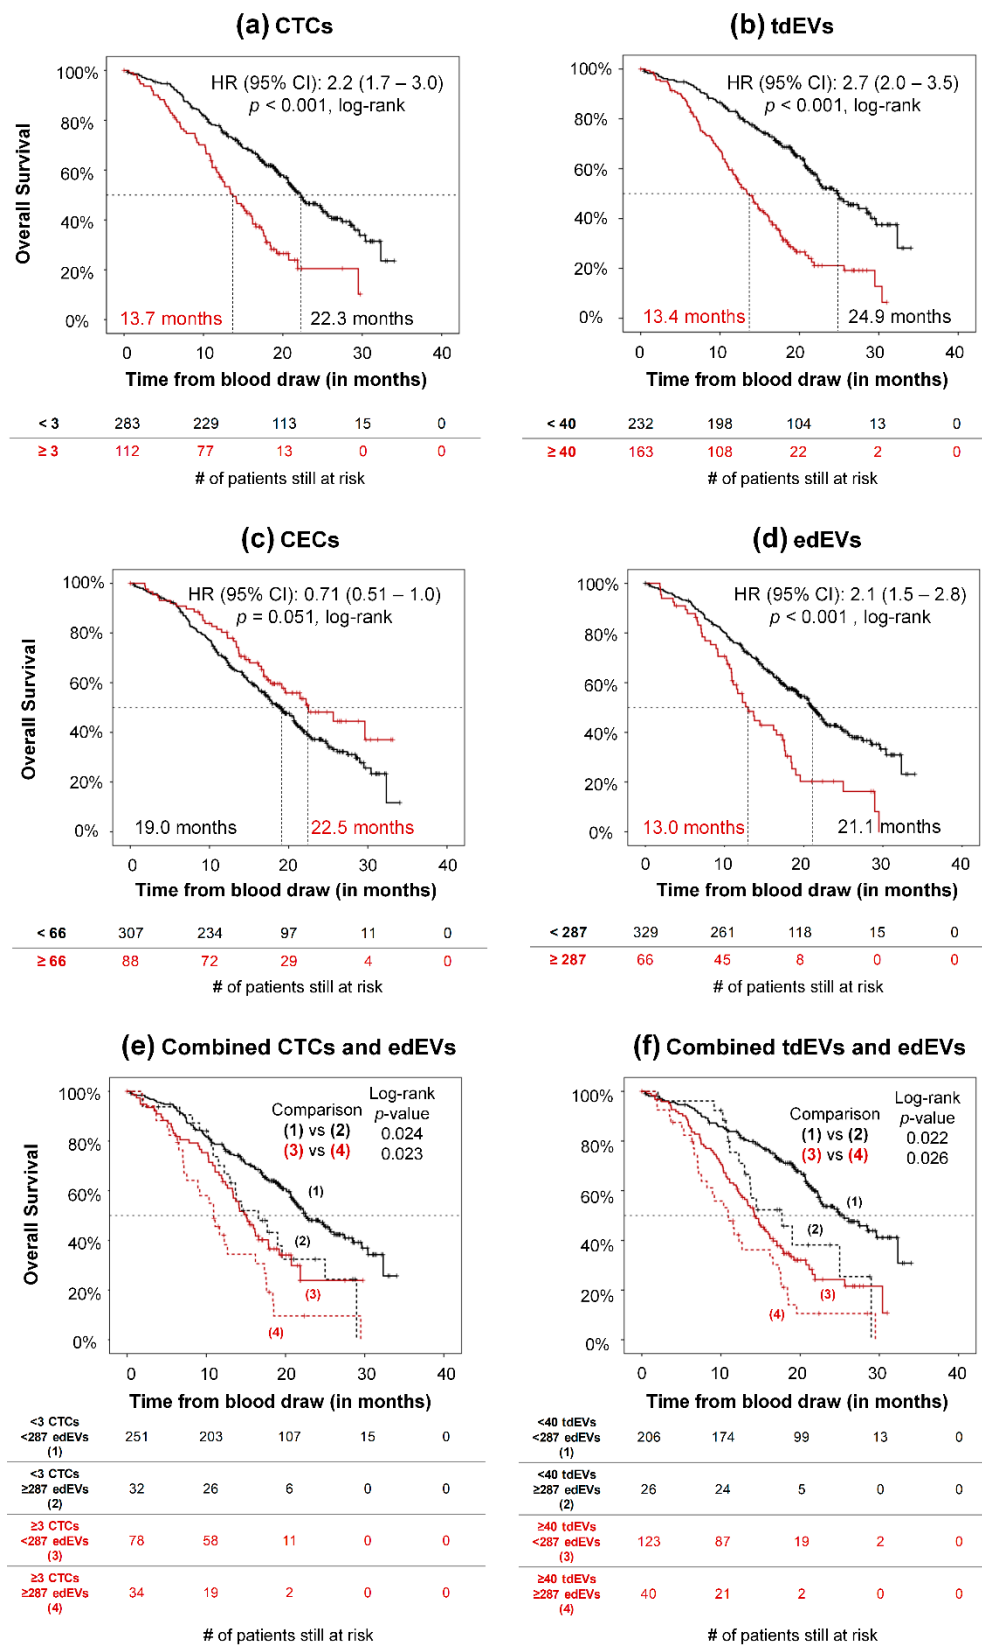 (a) CTCs
HR (95% CI): 2.2 (1.7 – 3.0)
p < 0.001, log-rank
Overall Survival
100%
80%
60%
40%
20%
0%
13.7 months
22.3 months
0 10 20 30 40
Time from blood draw (in months)
< 3 283 229 113 15 0
≥ 3 112 77 13 0 0
# of patients still at risk
(b) tdEVs
HR (95% CI): 2.7 (2.0 – 3.5)
p < 0.001, log-rank
100%
80%
60%
40%
20%
0%
13.4 months
24.9 months
0 10 20 30 40
Time from blood draw (in months)
< 40 232 198 104 13 0
≥ 40 163 108 22 2 0
# of patients still at risk
(c) CECs
HR (95% CI): 0.71 (0.51 – 1.0)
p = 0.051, log-rank
Overall Survival
100%
80%
60%
40%
20%
0%
19.0 months
22.5 months
0 10 20 30 40
Time from blood draw (in months)
< 66 307 234 97 11 0
≥ 66 88 72 29 4 0
# of patients still at risk
(d) edEVs
HR (95% CI): 2.1 (1.5 – 2.8)
p < 0.001 , log-rank
100%
80%
60%
40%
20%
0%
13.0 months
21.1 months
0 10 20 30 40
Time from blood draw (in months)
< 287 329 261 118 15 0
≥ 287 66 45 8 0 0
# of patients still at risk
(e) Combined CTCs and edEVs
Log-rank
Comparison p-value
(1) vs (2) 0.024
(3) vs (4) 0.023
Overall Survival
100%
80%
60%
40%
20%
0%
(1)
(2)
(3)
(4)
0 10 20 30 40
Time from blood draw (in months)
<3 CTCs
<287 edEVs 251 203 107 15 0
(1)
<3 CTCs
≥287 edEVs 32 26 6 0 0
(2)
≥3 CTCs
<287 edEVs 78 58 11 0 0
(3)
≥3 CTCs
≥287 edEVs 34 19 2 0 0
(4)
# of patients still at risk
(f) Combined tdEVs and edEVs
Log-rank
Comparison p-value
(1) vs (2) 0.022
(3) vs (4) 0.026
100%
80%
60%
40%
20%
0%
(1)
(2)
(3)
(4)
0 10 20 30 40
Time from blood draw (in months)
<40 tdEVs
<287 edEVs 206 174 99 13 0
(1)
<40 tdEVs
≥287 edEVs 26 24 5 0 0
(2)
≥40 tdEVs
<287 edEVs 123 87 19 2 0
(3)
≥40 tdEVs
≥287 edEVs 40 21 2 0 0
(4)
# of patients still at risk